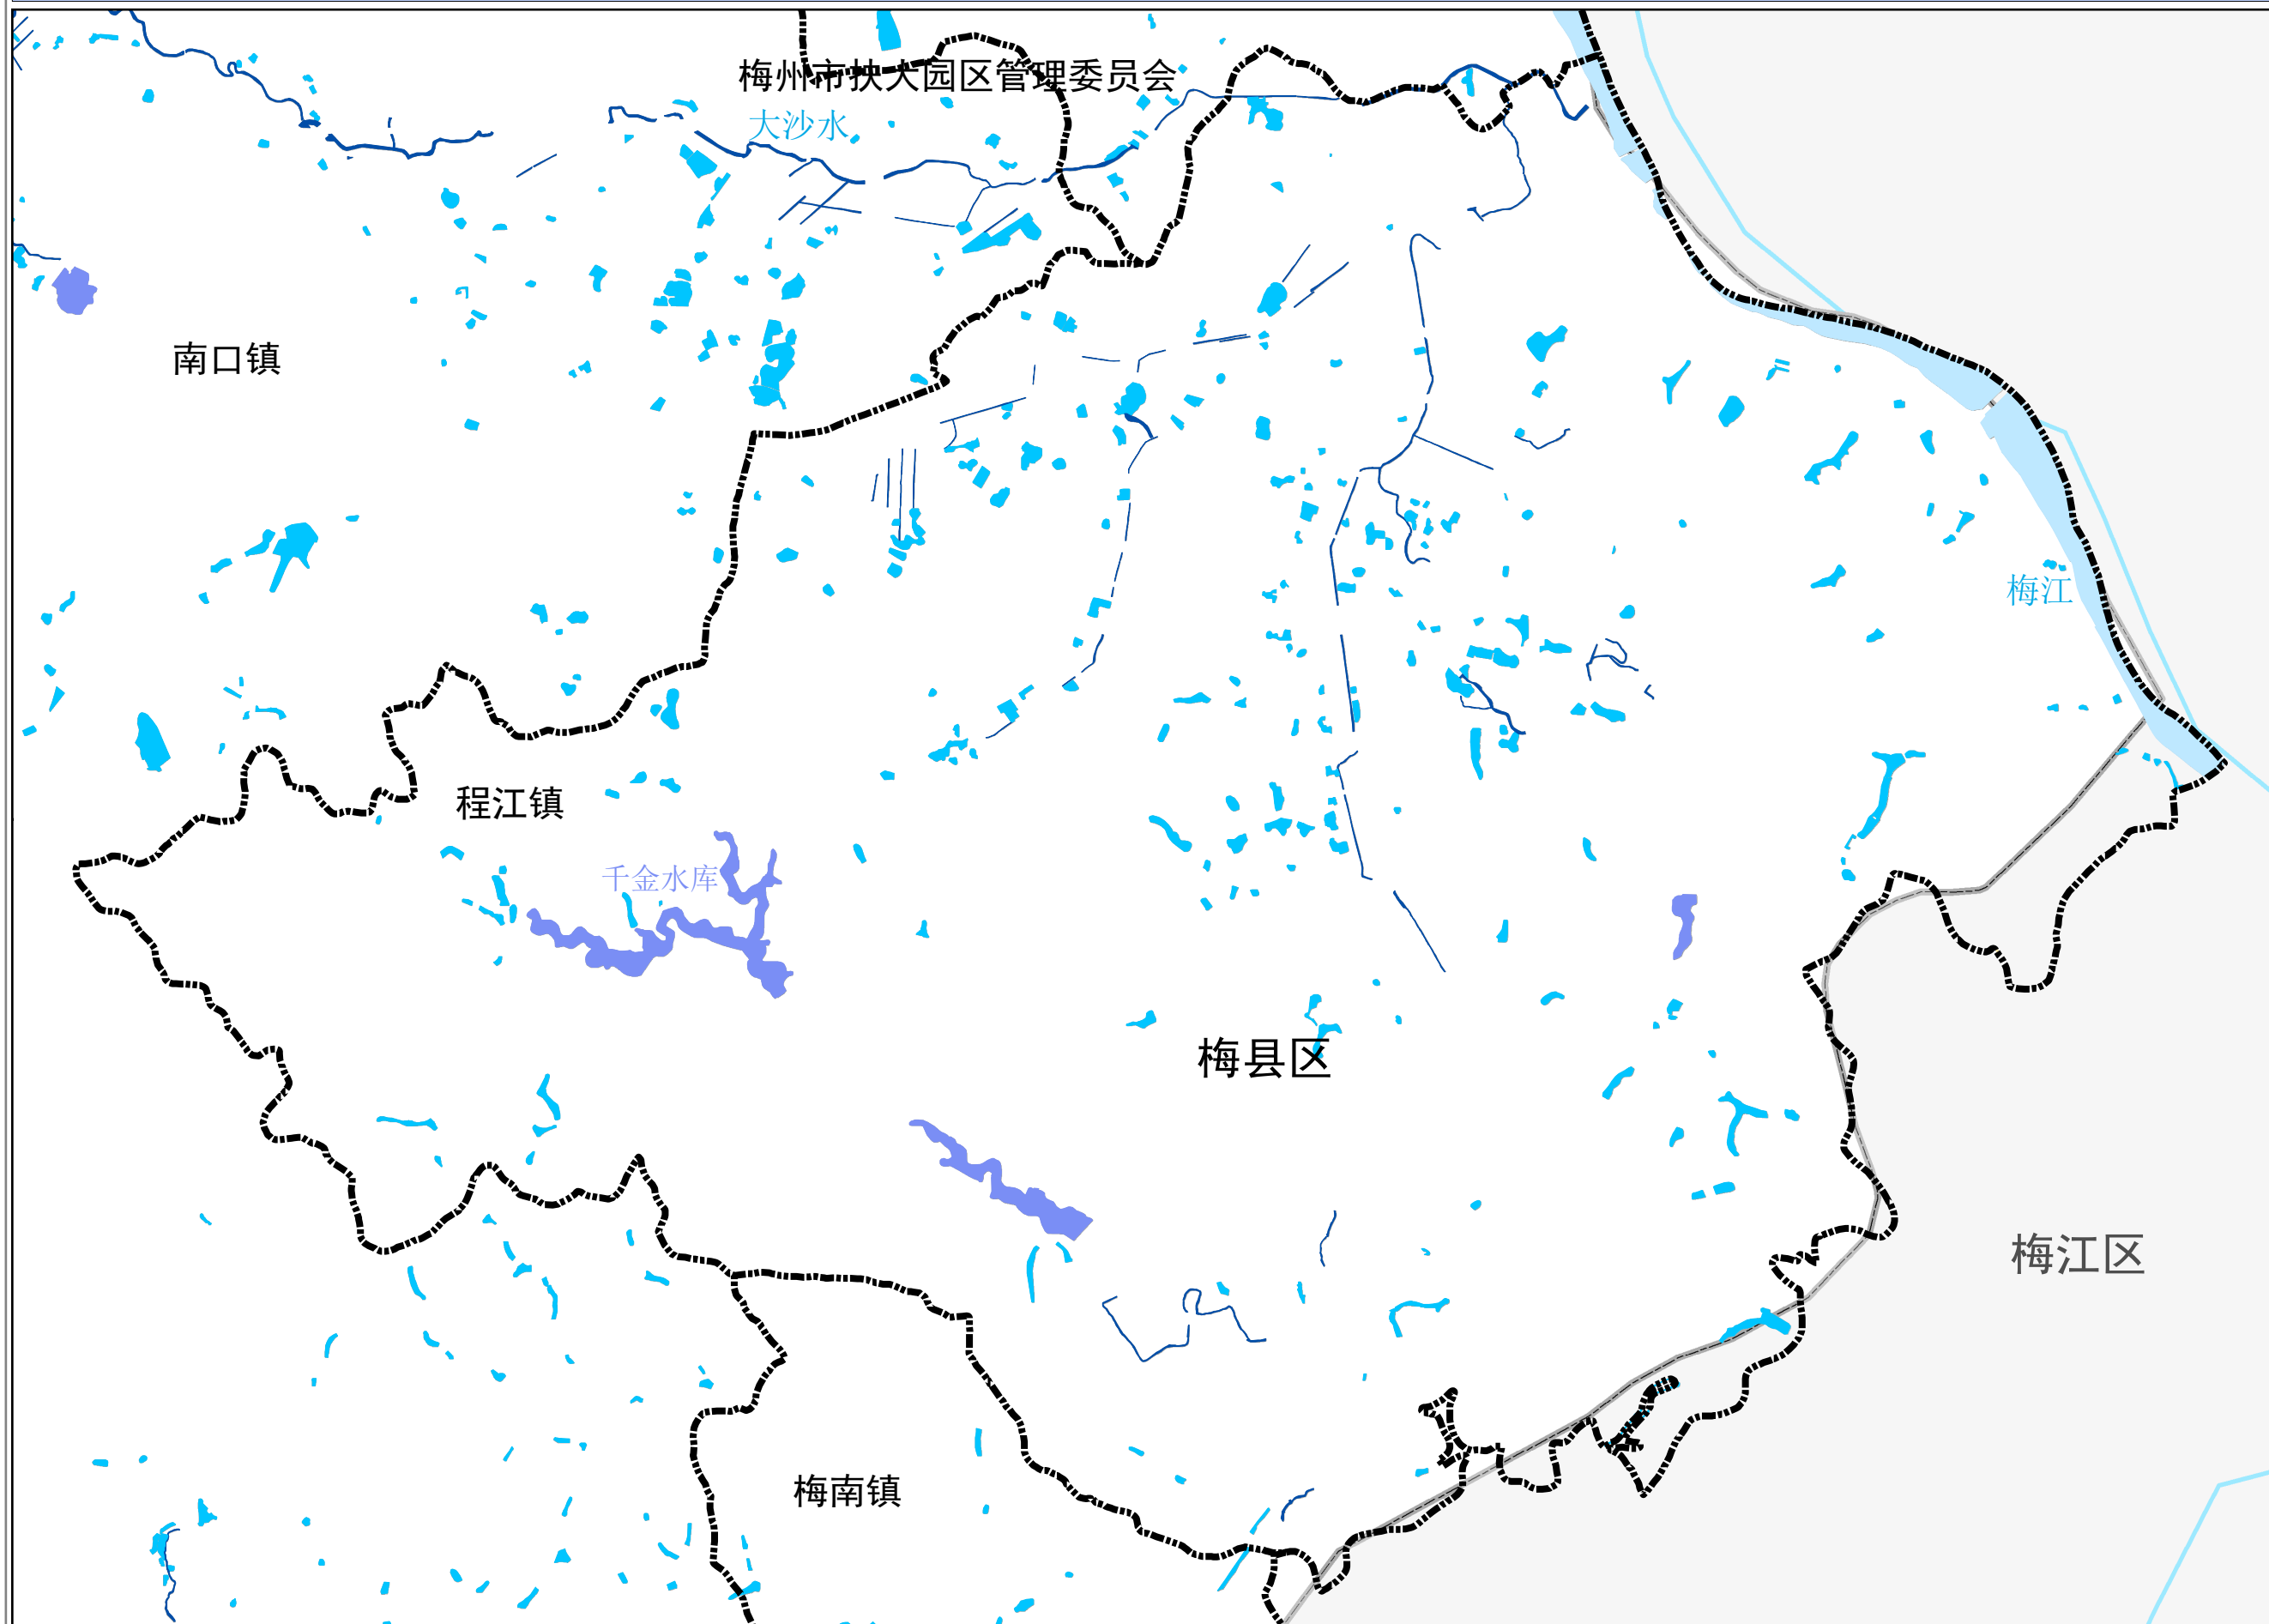 梅州市扶大园区管理委员会
大沙水
南口镇
梅江
程江镇
千金水库
梅县区
梅江区
梅南镇